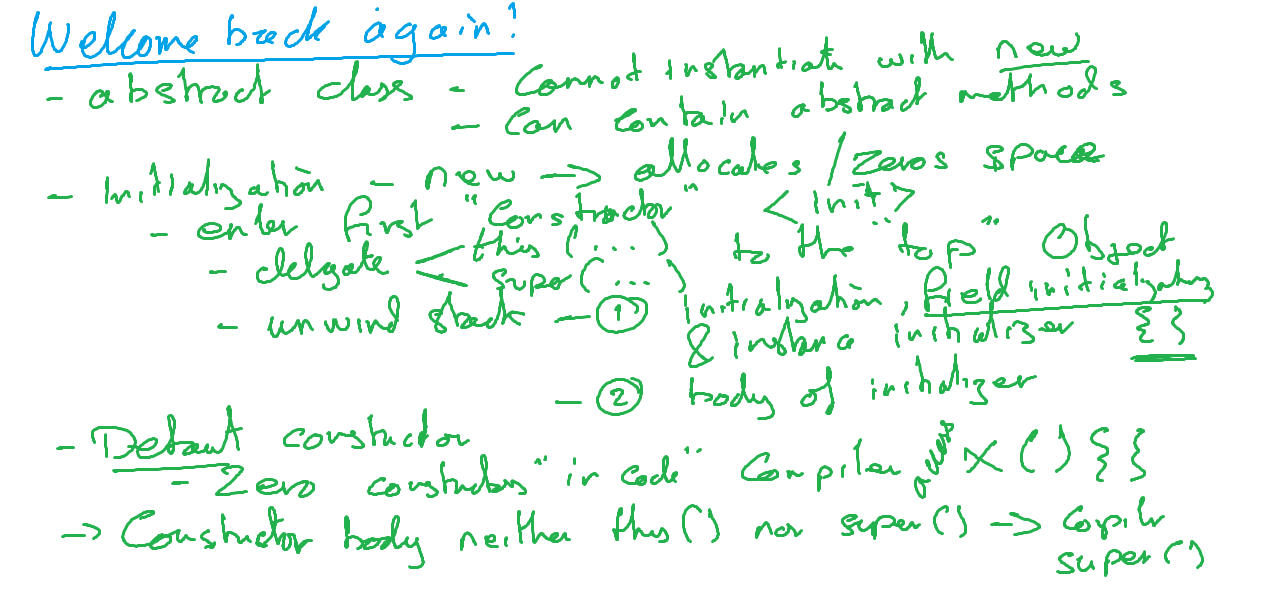 Welcome back again!
- abstract class - Cannot instantiate with new
- Can contain abstract methods
- Initialization - new -> allocates / zeros space
- enter first "Constructor" <init>
- delegate < this (...) to the "top" Object
super (...)
- unwind stack - ① initialization, field initializating
& instance initializer { }
- ② body of initializer
- Default constructor
- Zero constructors "in code" Compiler X ( ) { }
-> Constructor body neither this() nor super() -> Compiler
super ()